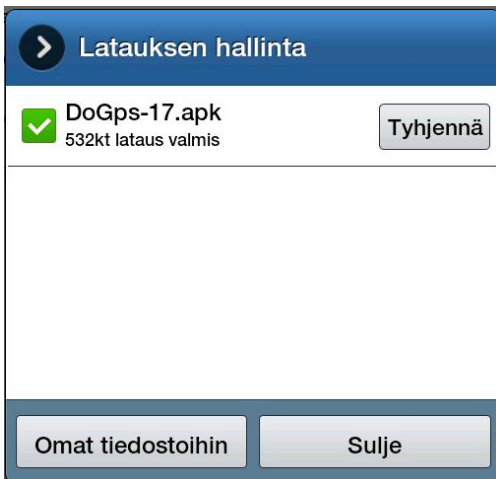 Latauksen hallinta
DoGps-17.apk
532kt lataus valmis
Tyhjennä
Omat tiedostoihin
Sulje